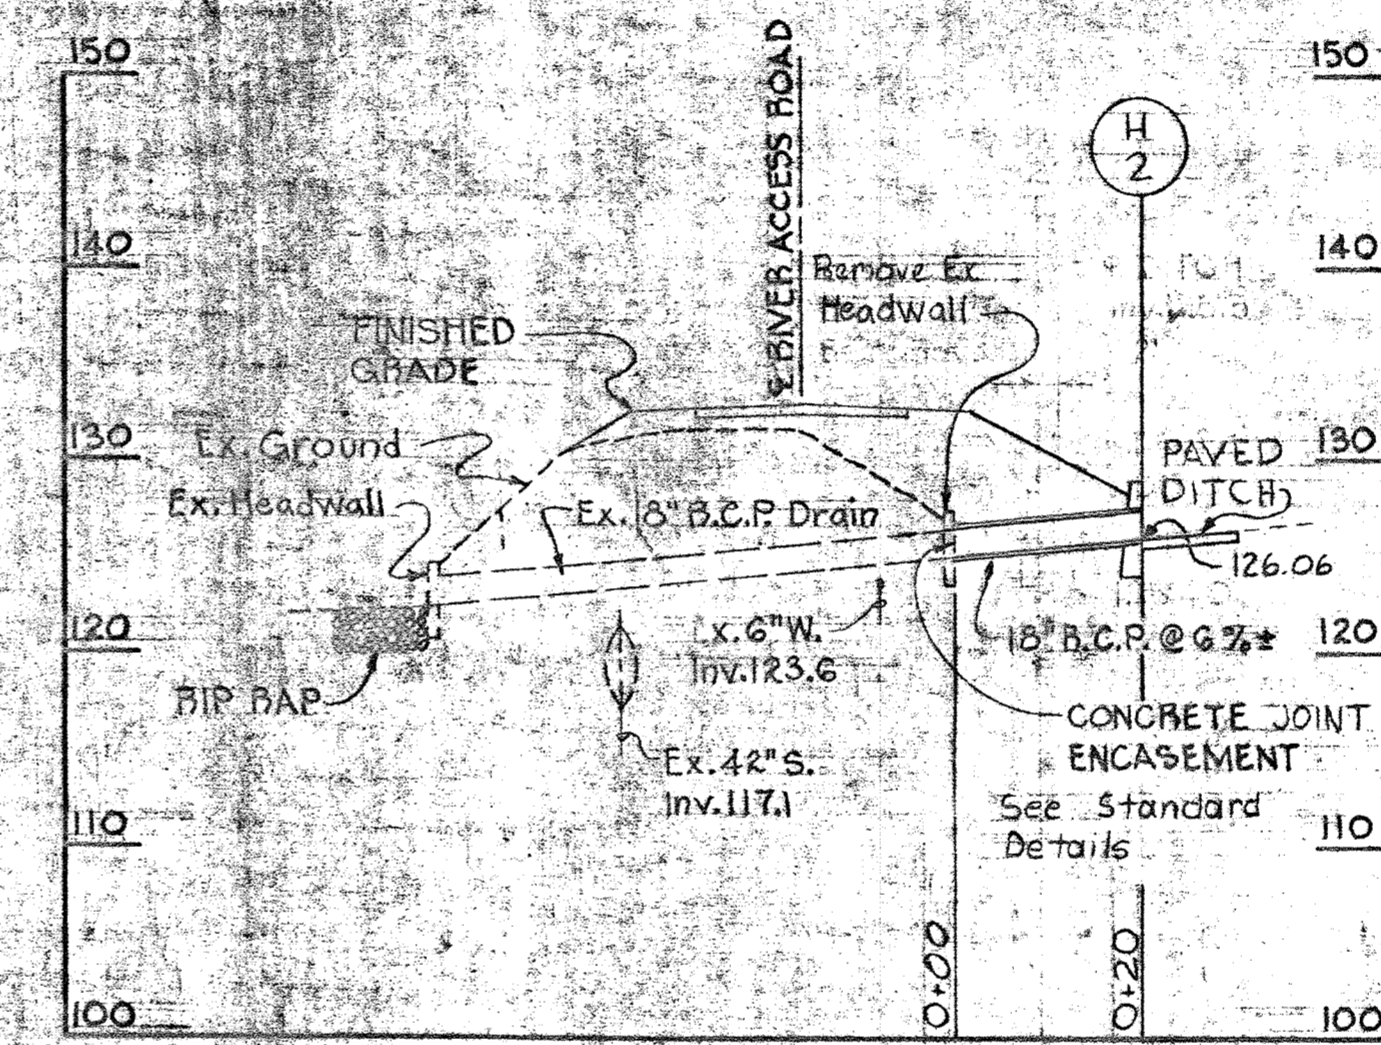 150
150
℄ RIVER ACCESS ROAD
H
2
140
140
Remove Ex.
Headwall
FINISHED
GRADE
130
130
Ex. Ground
PAVED
DITCH
Ex. Headwall
Ex. 18" R.C.P. Drain
126.06
120
120
Ex. 6" W.
Inv. 123.6
18" R.C.P. @ 6%±
RIP RAP
CONCRETE JOINT
ENCASEMENT
Ex. 42" S.
Inv. 117.1
See Standard
Details
110
110
0+00
0+20
100
100